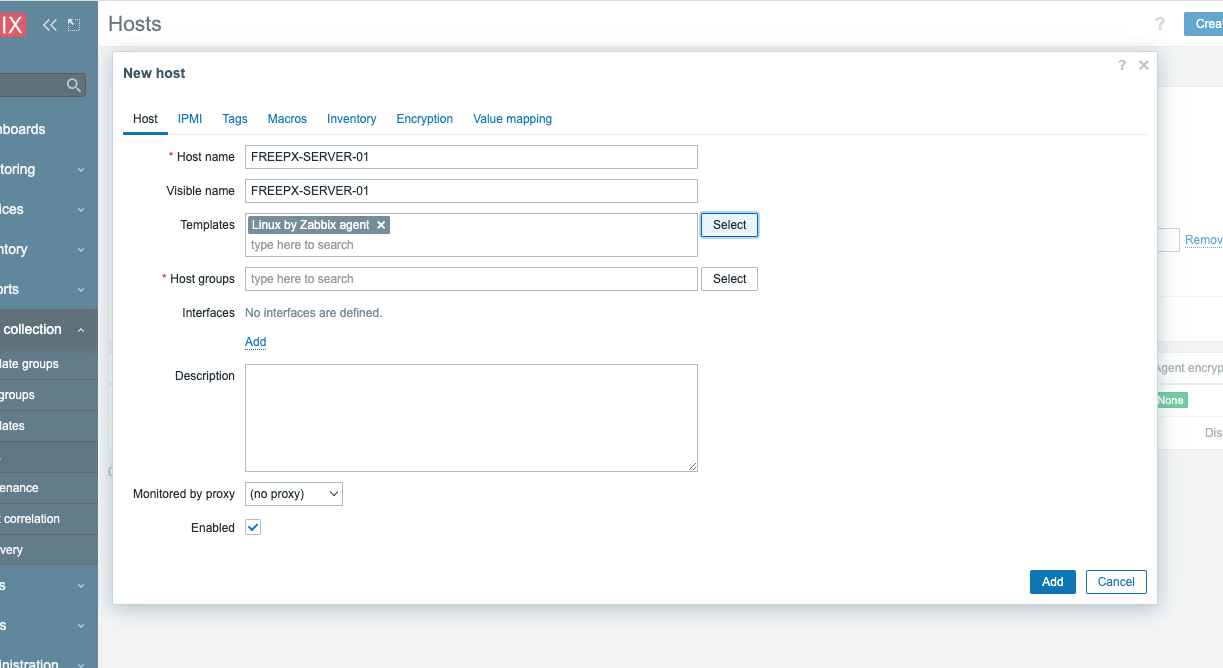 IX
Hosts
?
Crea
New host
?
Host IPMI Tags Macros Inventory Encryption Value mapping
* Host name FREEPX-SERVER-01
Visible name FREEPX-SERVER-01
Templates Linux by Zabbix agent Select
type here to search
* Host groups type here to search Select
Interfaces No interfaces are defined.
Add
Description
Monitored by proxy (no proxy)
Enabled
Add Cancel
boards
toring
ices
ntory
orts
collection
late groups
groups
lates
enance
correlation
very
s
s
nistration
Remov
Agent encryp
None
Dis